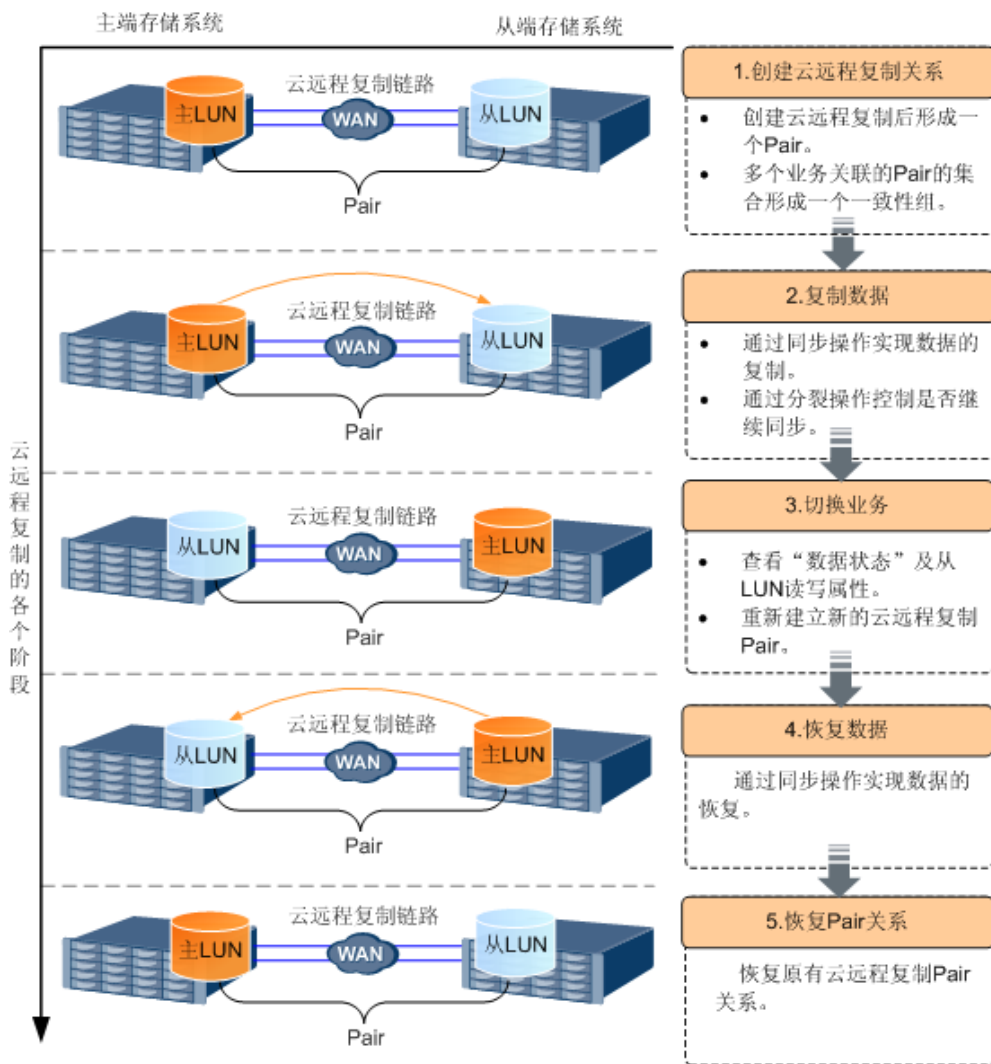 主端存储系统
从端存储系统
云远程复制的各个阶段
云远程复制链路
主LUN
WAN
从LUN
Pair
1.创建云远程复制关系
• 创建云远程复制后形成一
个Pair。
• 多个业务关联的Pair的集
合形成一个一致性组。
云远程复制链路
主LUN
WAN
从LUN
Pair
2.复制数据
• 通过同步操作实现数据的
复制。
• 通过分裂操作控制是否继
续同步。
云远程复制链路
从LUN
WAN
主LUN
Pair
3.切换业务
• 查看“数据状态”及从
LUN读写属性。
• 重新建立新的云远程复制
Pair。
云远程复制链路
从LUN
WAN
主LUN
Pair
4.恢复数据
通过同步操作实现数据的
恢复。
云远程复制链路
主LUN
WAN
从LUN
Pair
5.恢复Pair关系
恢复原有云远程复制Pair
关系。